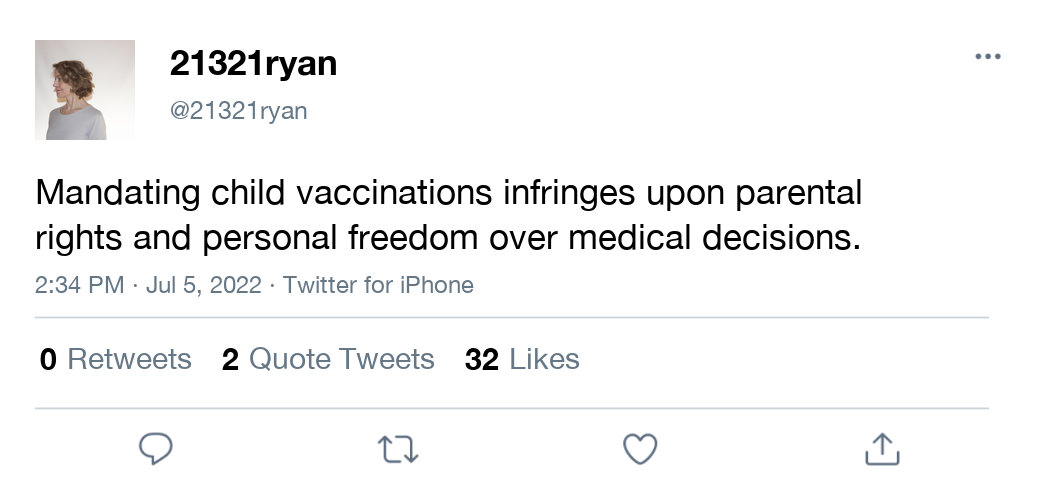 21321ryan
@21321ryan
Mandating child vaccinations infringes upon parental
rights and personal freedom over medical decisions.
2:34 PM · Jul 5, 2022 · Twitter for iPhone
0 Retweets 2 Quote Tweets 32 Likes